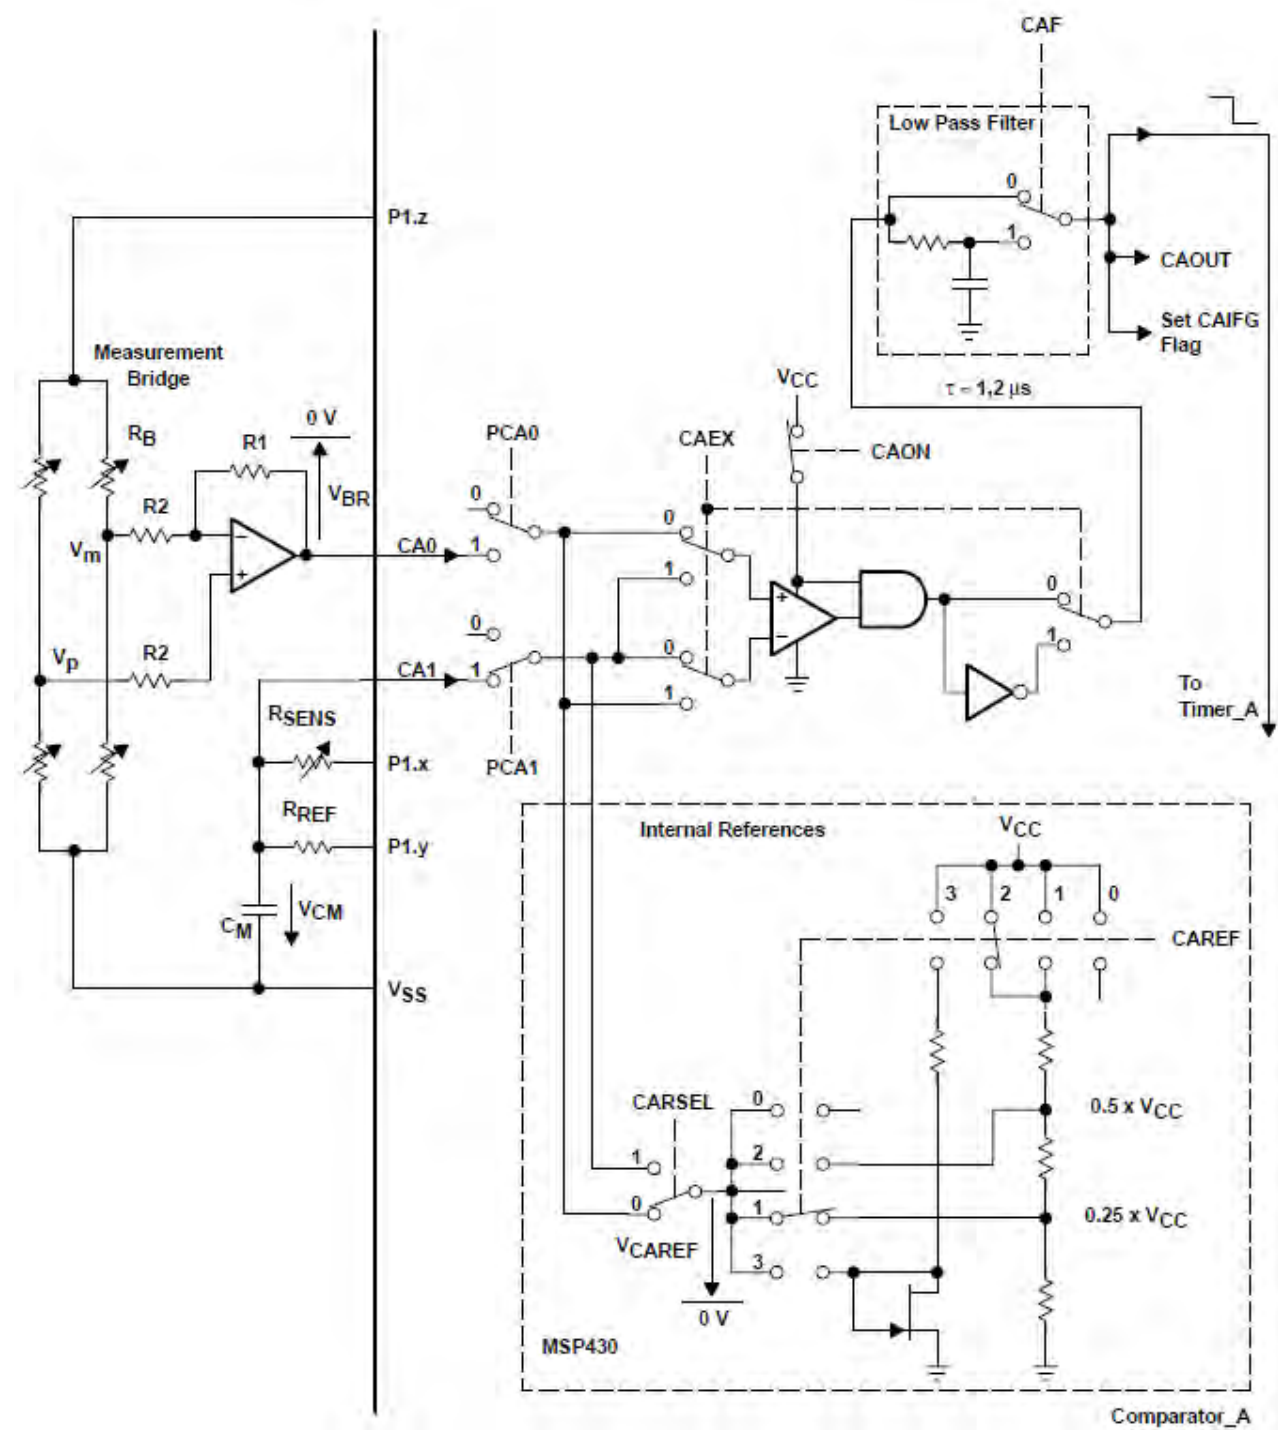 CAF
Low Pass Filter
0
1
P1.z
CAOUT
Set CAIFG
Flag
Measurement
Bridge
VCC
τ = 1,2 µs
0 V
RB
R1
PCA0
CAEX
CAON
VBR
0
0
R2
Vm
CA0
1
−
+
1
+
−
0
1
0
0
Vp
R2
CA1
1
1
To
Timer_A
RSENS
P1.x
PCA1
RREF
Internal References
VCC
P1.y
3
2
1
0
CM
VCM
CAREF
VSS
CARSEL
0
0.5 x VCC
1
2
0
1
0.25 x VCC
VCAREF
3
0 V
MSP430
Comparator_A